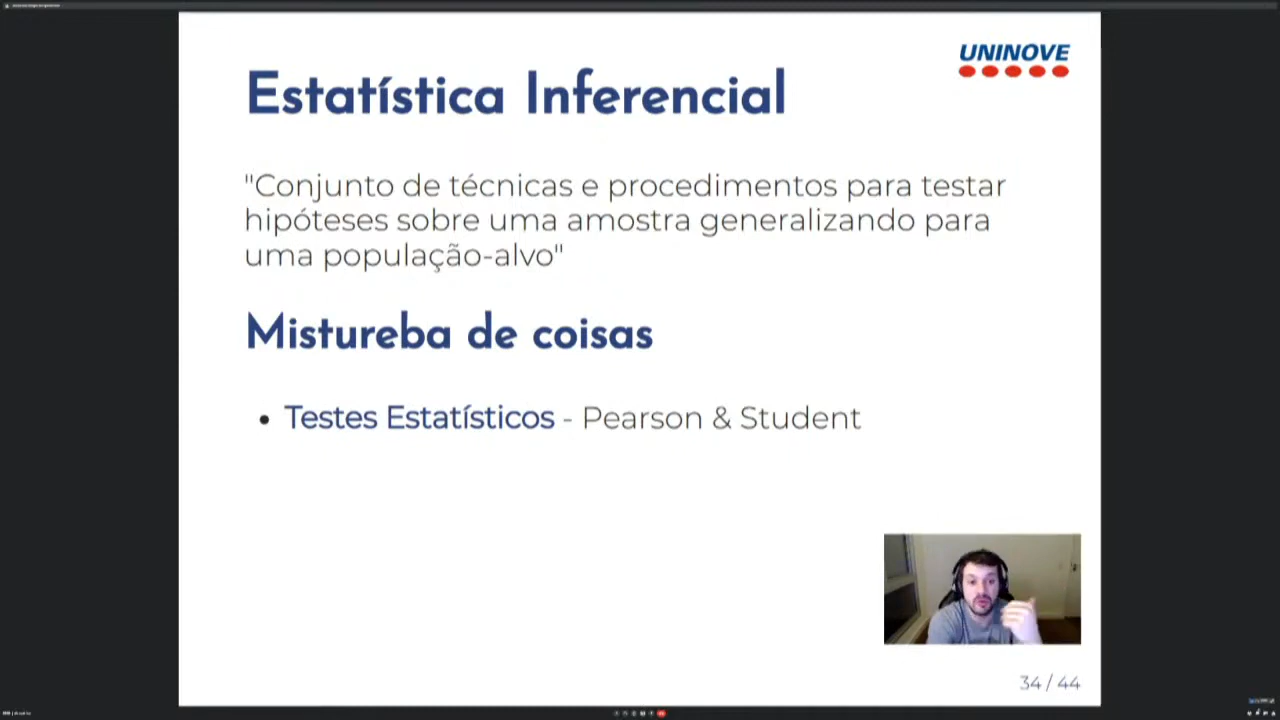 UNINOVE
Estatística Inferencial
"Conjunto de técnicas e procedimentos para testar
hipóteses sobre uma amostra generalizando para
uma população-alvo"
Mistureba de coisas
• Testes Estatísticos - Pearson & Student
34 / 44